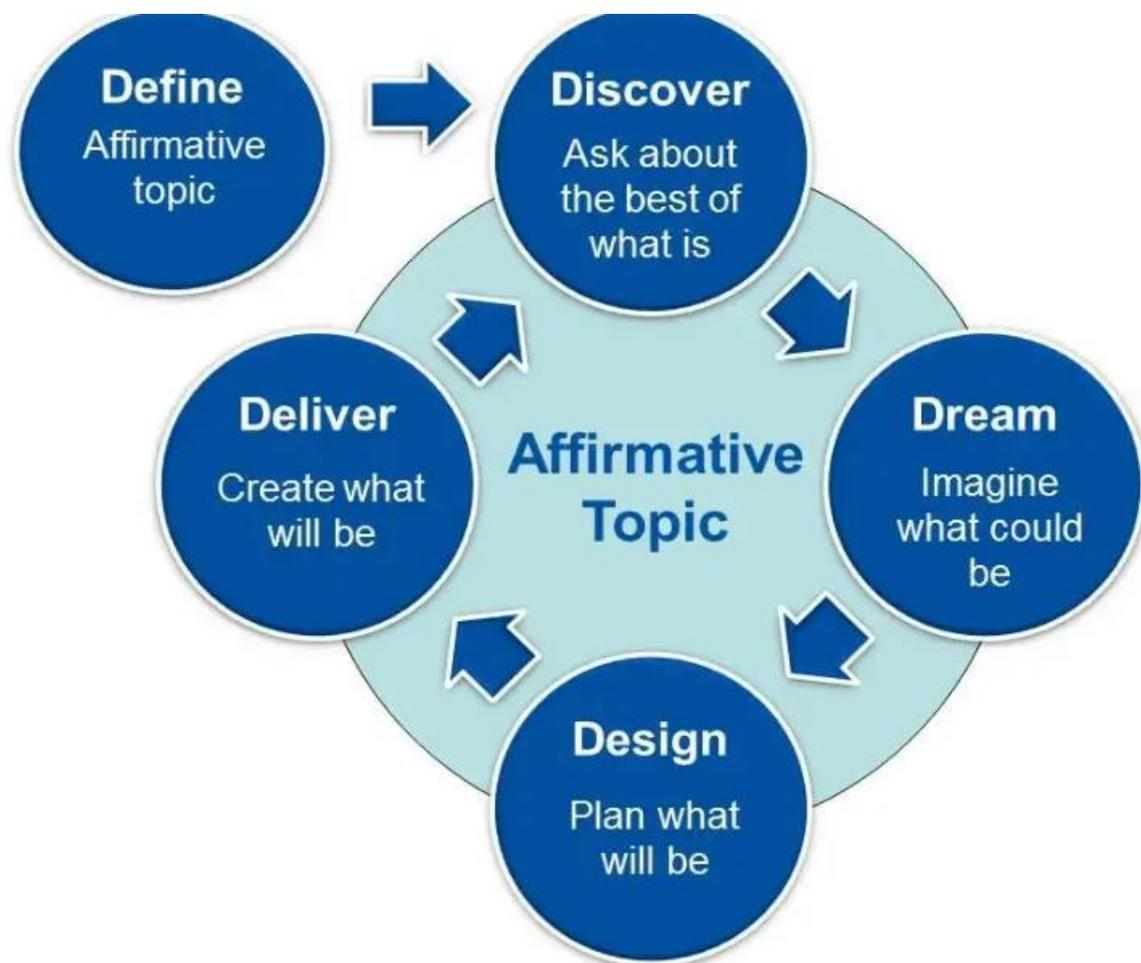 Define
Affirmative
topic
Discover
Ask about
the best of
what is
Dream
Imagine
what could
be
Design
Plan what
will be
Deliver
Create what
will be
Affirmative
Topic